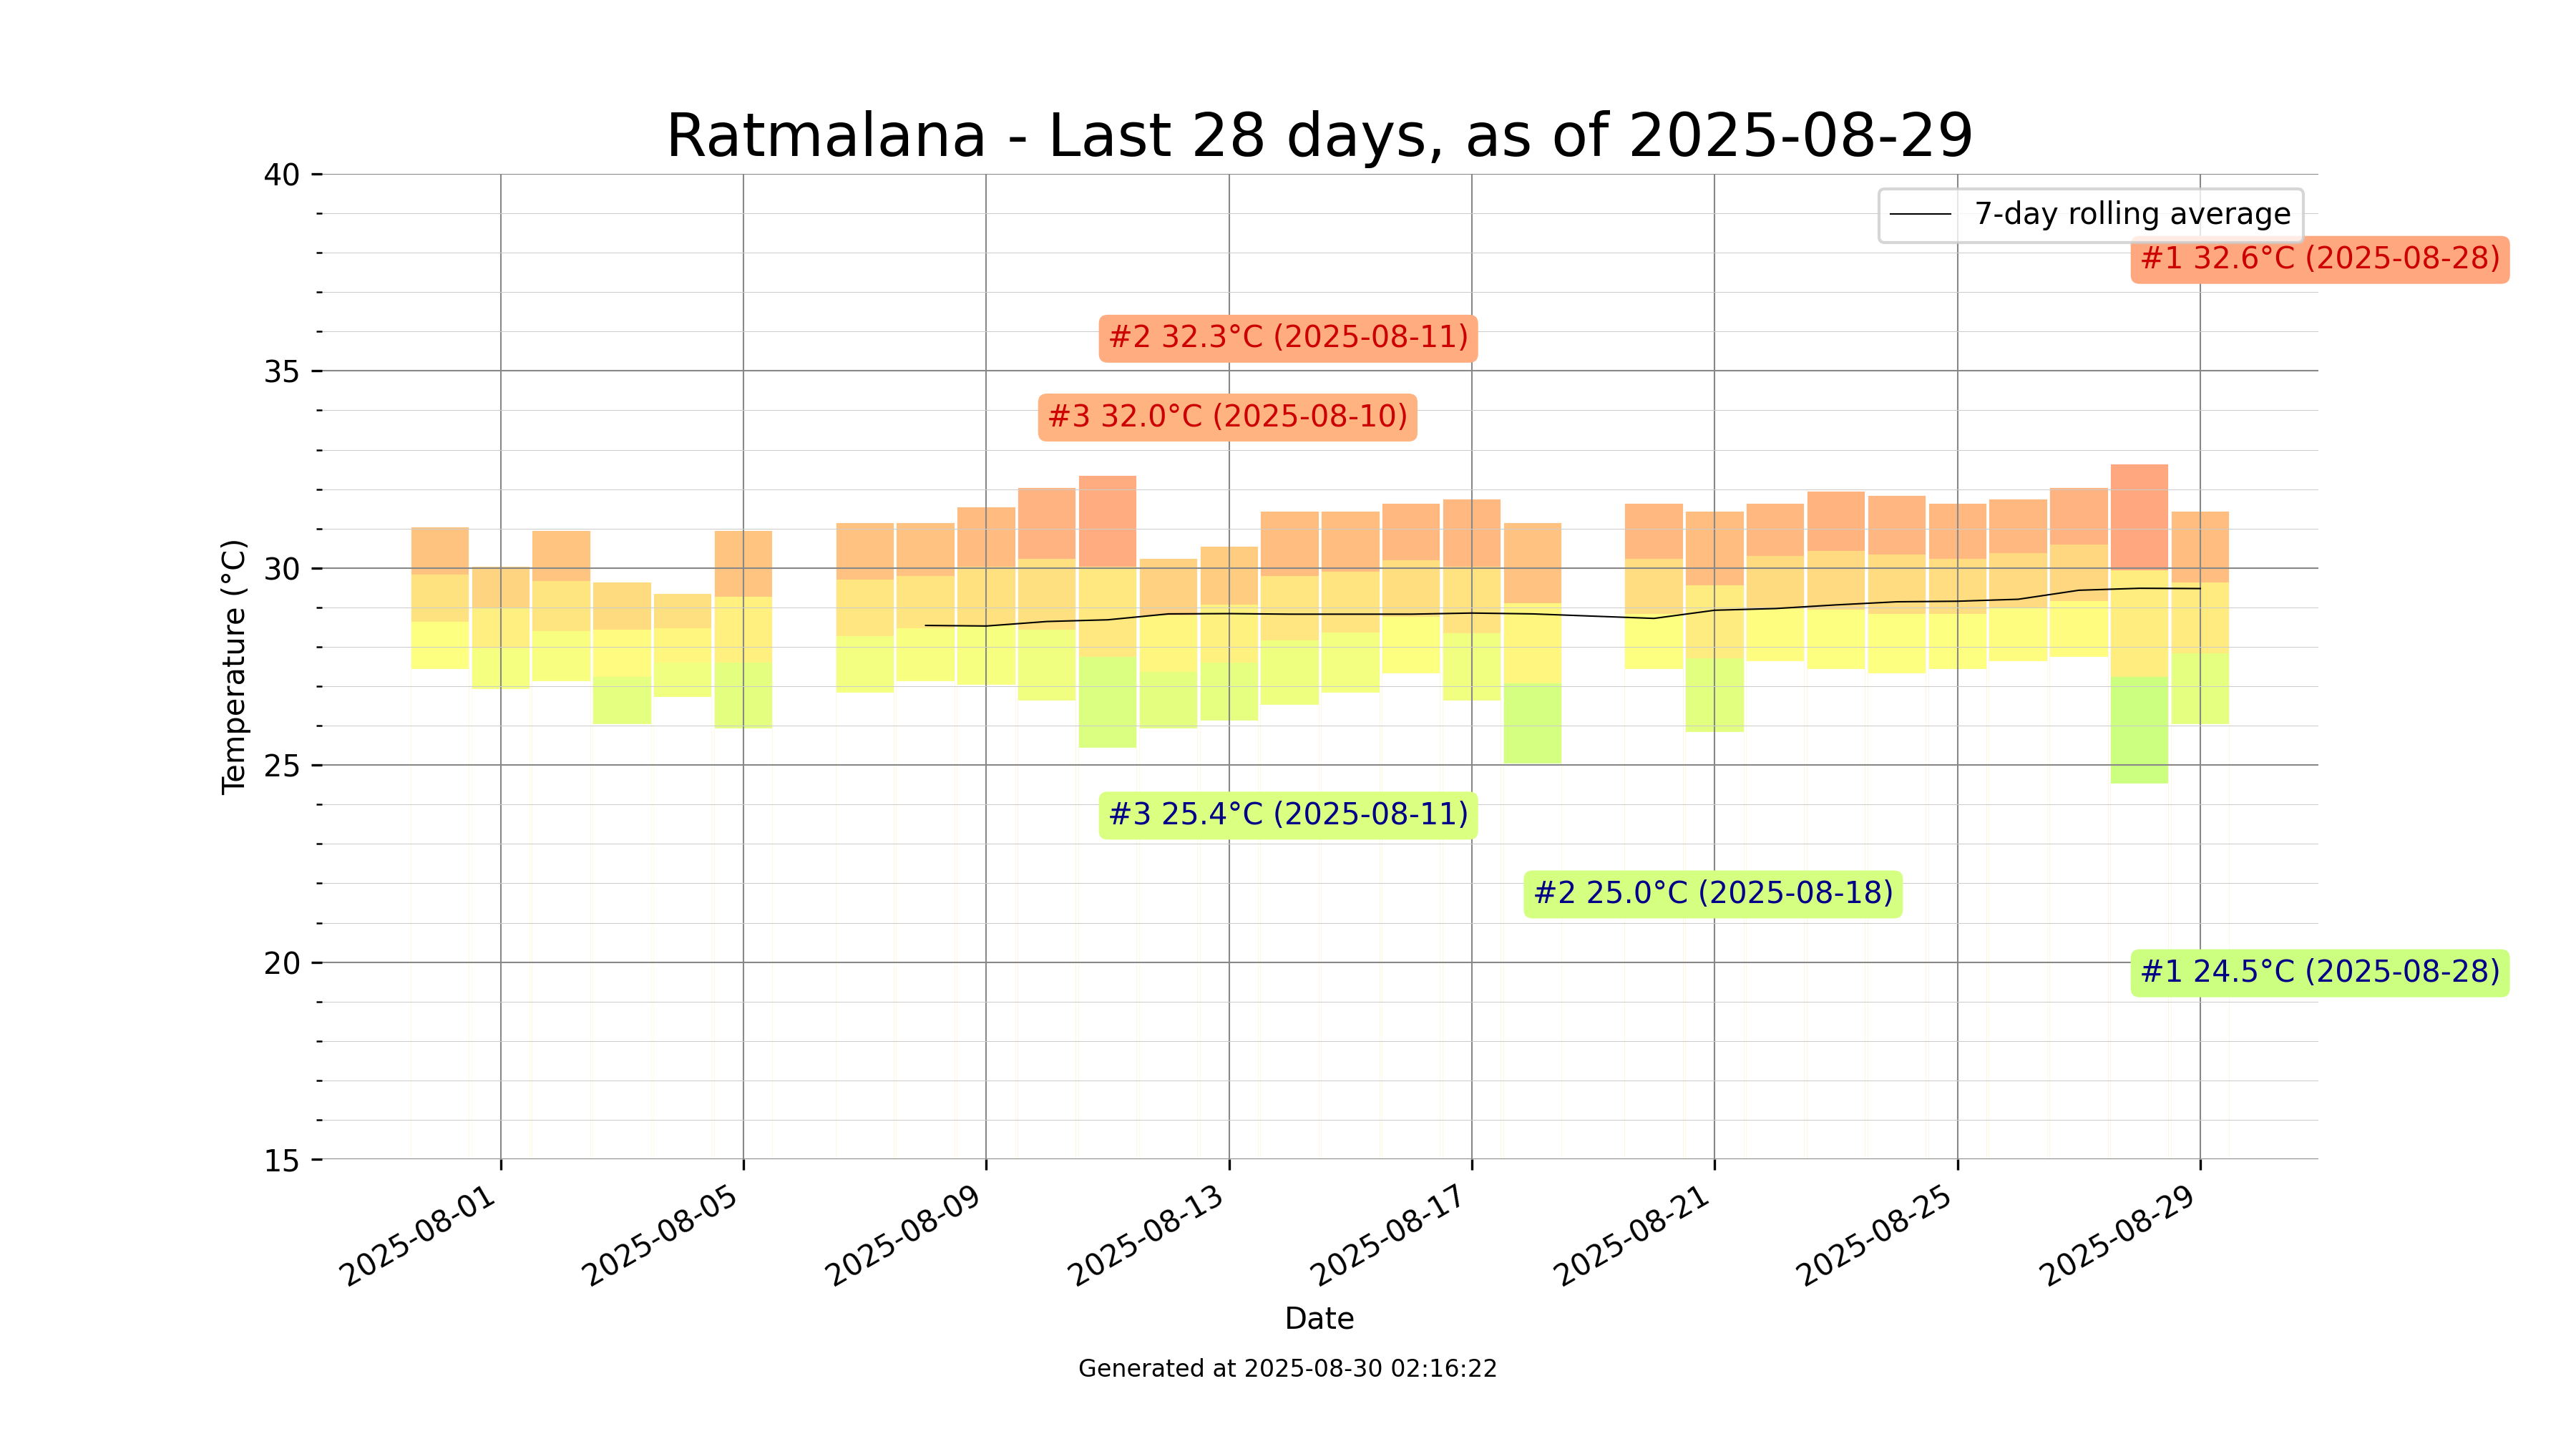 Ratmalana - Last 28 days, as of 2025-08-29
40
7-day rolling average
#1 32.6°C (2025-08-28)
#2 32.3°C (2025-08-11)
35
#3 32.0°C (2025-08-10)
30
Temperature (°C)
25
#3 25.4°C (2025-08-11)
#2 25.0°C (2025-08-18)
20
#1 24.5°C (2025-08-28)
15
2025-08-01
2025-08-05
2025-08-09
2025-08-13
2025-08-17
2025-08-21
2025-08-25
2025-08-29
Date
Generated at 2025-08-30 02:16:22